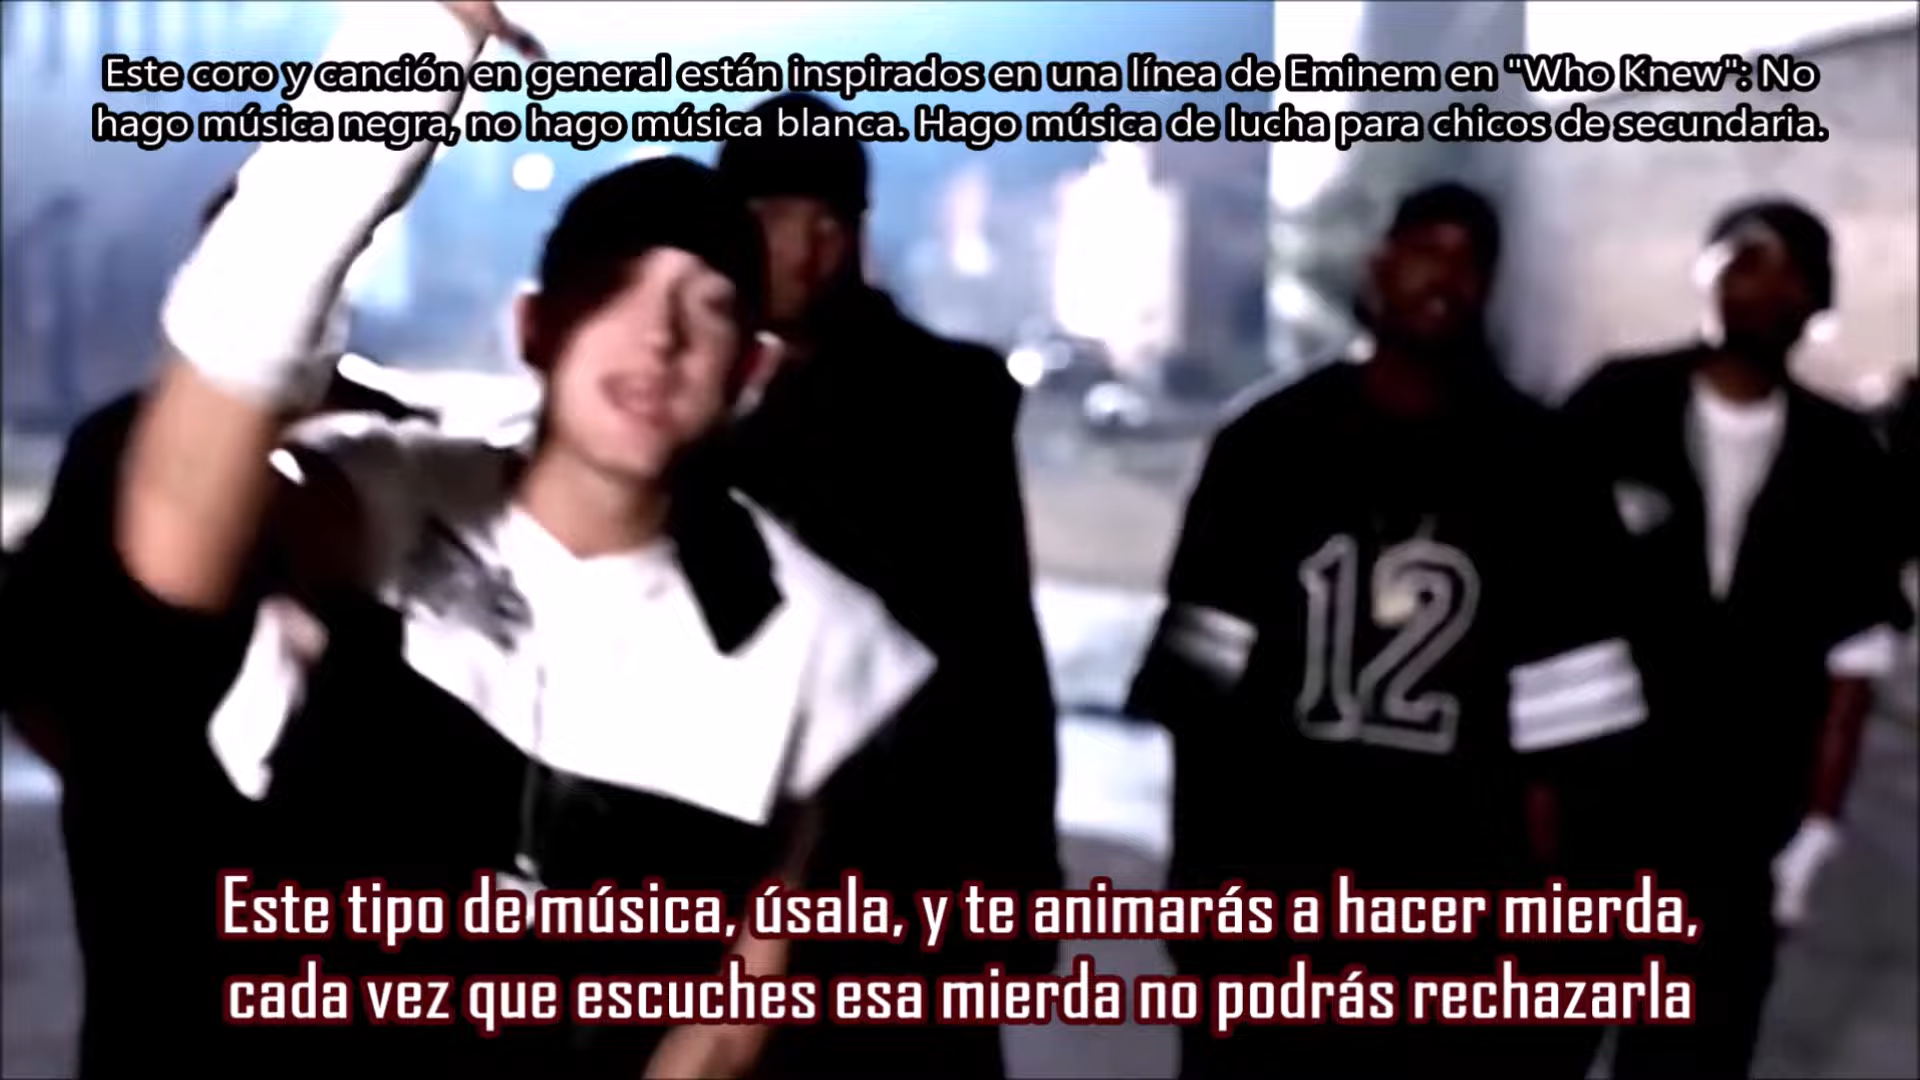 Este coro y canción en general están inspirados en una línea de Eminem en "Who Knew": No
hago música negra, no hago música blanca. Hago música de lucha para chicos de secundaria.
12
Este tipo de música, úsala, y te animarás a hacer mierda,
cada vez que escuches esa mierda no podrás rechazarla